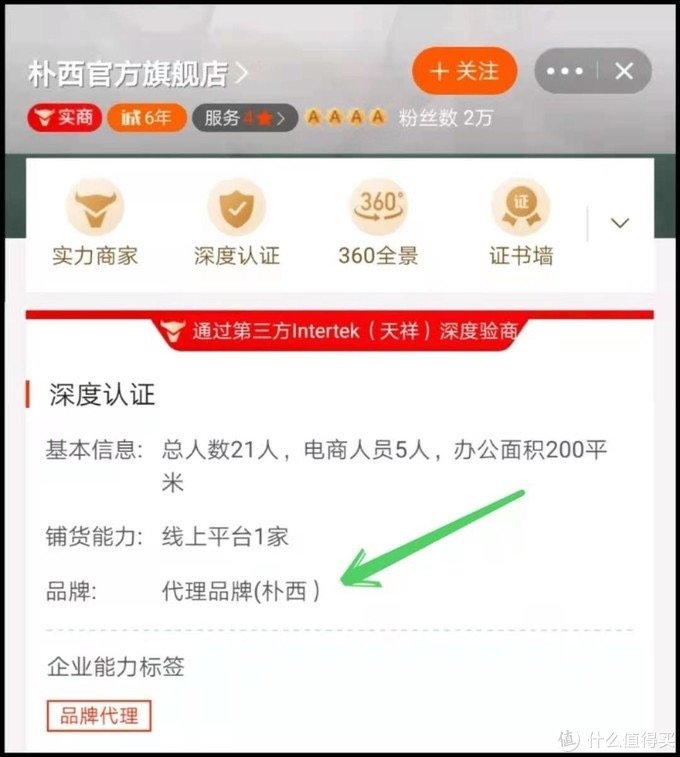 朴西官方旗舰店
+ 关注
实商
诚6年
服务4★
AAAA
粉丝数 2万
实力商家
深度认证
360°
360全景
证
证书墙
通过第三方Intertek（天祥）深度验商
深度认证
基本信息: 总人数21人，电商人员5人，办公面积200平
米
铺货能力: 线上平台1家
品牌: 代理品牌(朴西）
企业能力标签
品牌代理
值 什么值得买